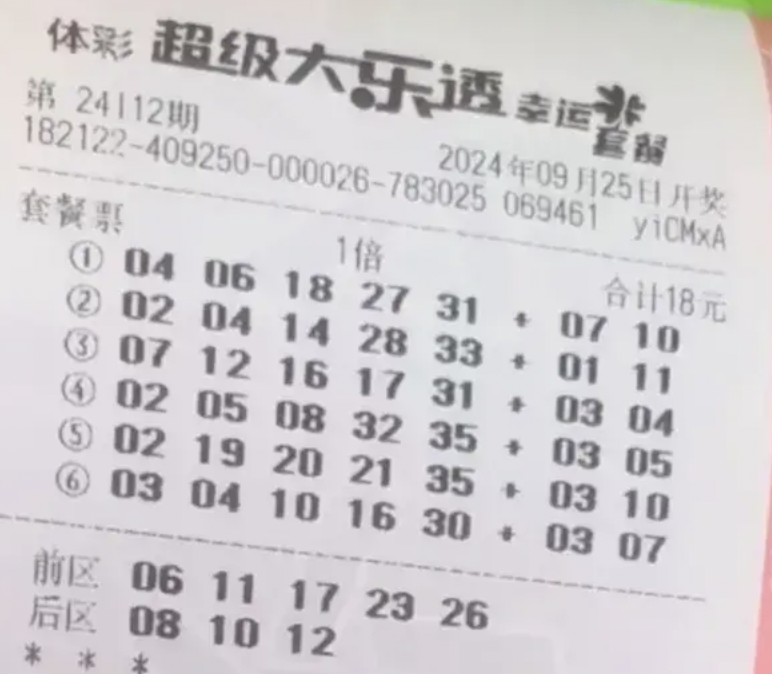 体彩 超级大乐透 幸运套餐
第 24112期
2024年09月25日开奖
182122-409250-000026-783025 069461 yiCMxA
套餐票 1倍 合计18元
① 04 06 18 27 31 + 07 10
② 02 04 14 28 33 + 01 11
③ 07 12 16 17 31 + 03 04
④ 02 05 08 32 35 + 03 05
⑤ 02 19 20 21 35 + 03 10
⑥ 03 04 10 16 30 + 03 07
前区 06 11 17 23 26
后区 08 10 12
* * *